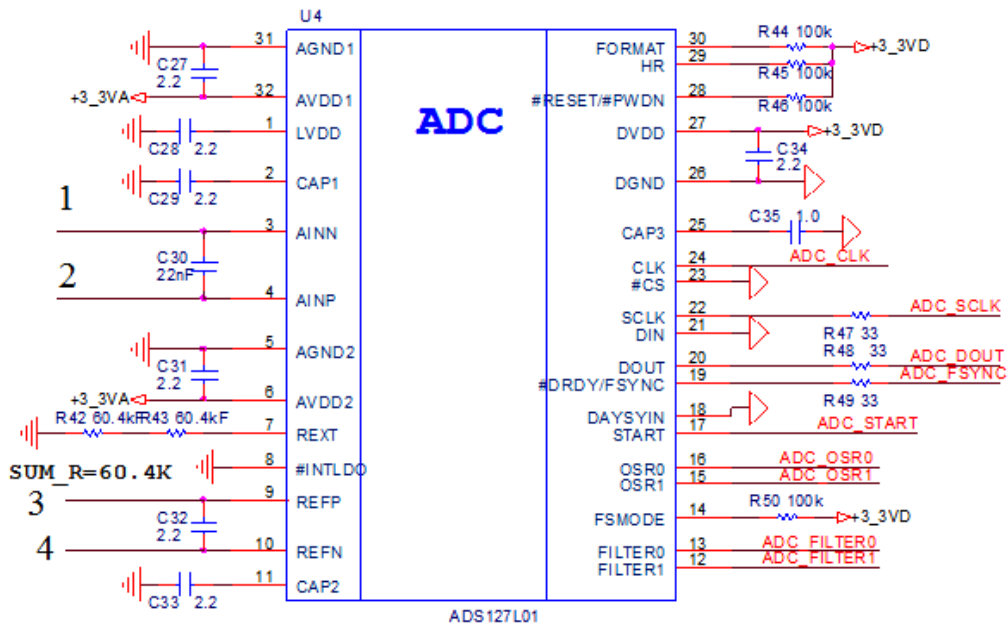 U4
ADC
31 AGND1
C27
2.2
+3_3VA 32 AVDD1
1 LVDD
C28 2.2
2 CAP1
C29 2.2
1
3 AINN
C30
22nF
2
4 AINP
5 AGND2
C31
2.2
+3_3VA 6 AVDD2
R42 60.4kF R43 60.4kF 7 REXT
8 #INTLDO
SUM_R=60.4K
3
9 REFP
C32
2.2
4
10 REFN
11 CAP2
C33 2.2
FORMAT 30 R44 100k +3_3VD
HR 29 R45 100k
#RESET/#PWDN 28 R46 100k
DVDD 27 +3_3VD
C34
2.2
DGND 26
CAP3 25 C35 1.0
CLK 24 ADC_CLK
#CS 23
SCLK 22 ADC_SCLK
R47 33
DIN 21
R48 33
DOUT 20 ADC_DOUT
#DRDY/FSYNC 19 ADC_FSYNC
R49 33
DAYSYIN 18
START 17 ADC_START
OSR0 16 ADC_OSR0
OSR1 15 ADC_OSR1
FSMODE 14 R50 100k +3_3VD
FILTER0 13 ADC_FILTER0
FILTER1 12 ADC_FILTER1
ADS127L01